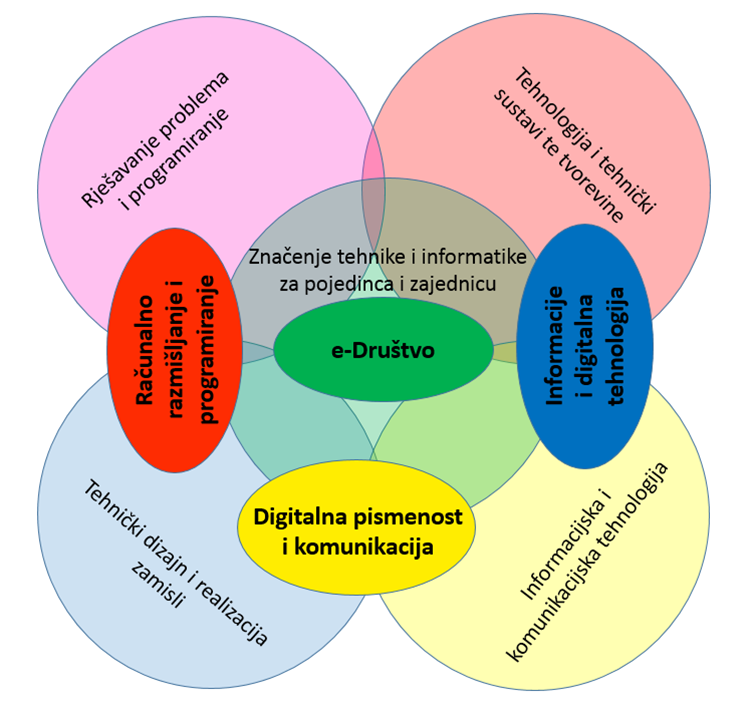 Rješavanje problema
i programiranje
Tehnologija i tehnički
sustavi te tvorevine
Značenje tehnike i informatike
za pojedinca i zajednicu
Računalno
razmišljanje i
programiranje
e-Društvo
Informacije
i digitalna
tehnologija
Digitalna pismenost
i komunikacija
Tehnički dizajn i realizacija
zamisli
Informacijska i
komunikacijska tehnologija